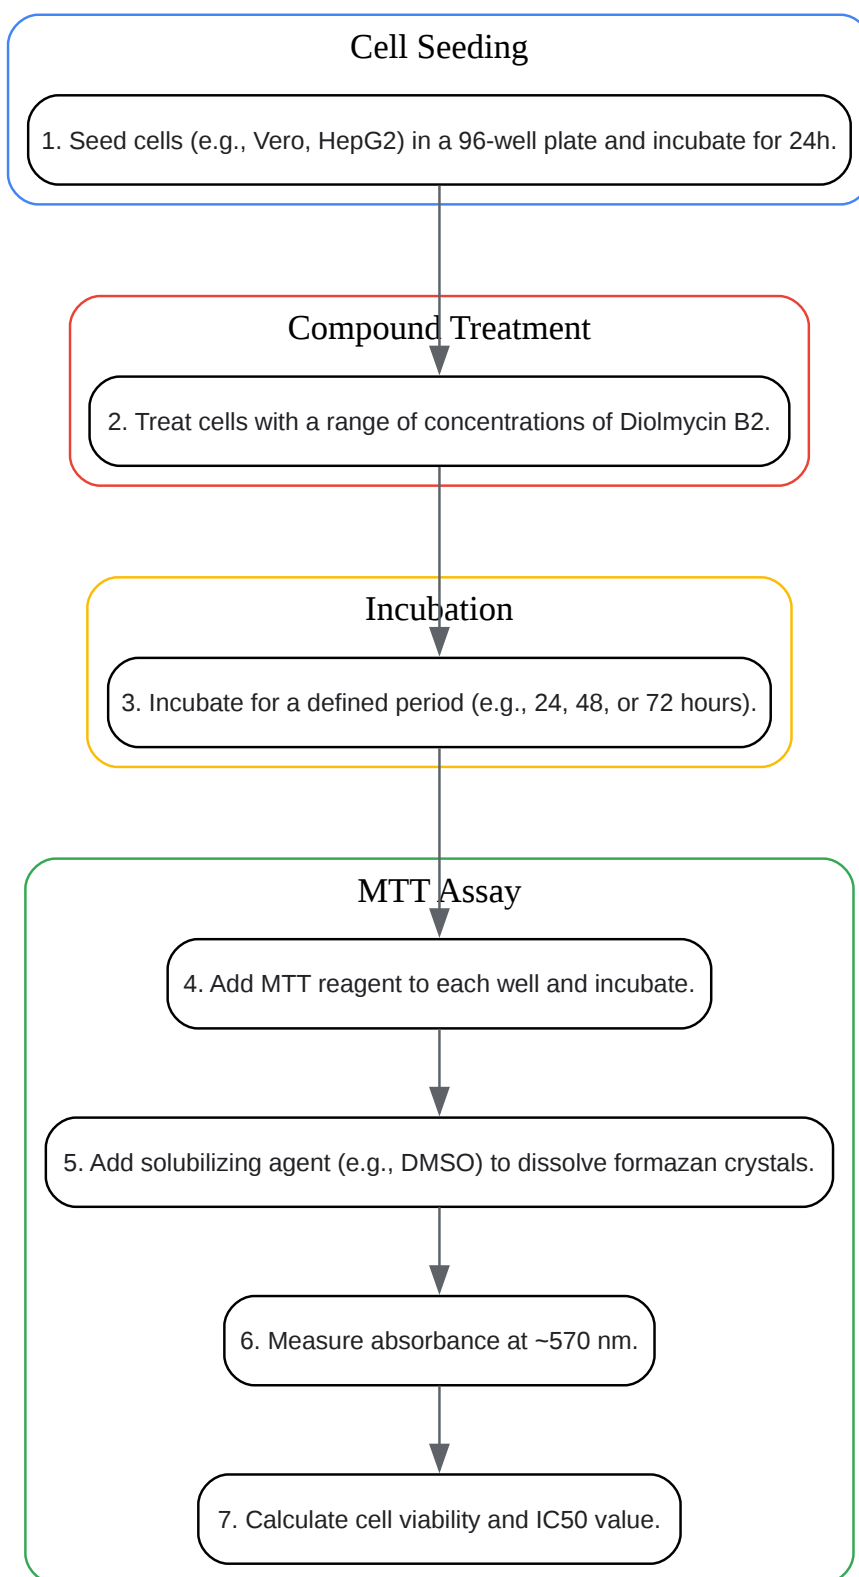 Cell Seeding
1. Seed cells (e.g., Vero, HepG2) in a 96-well plate and incubate for 24h.
Compound Treatment
2. Treat cells with a range of concentrations of Diolmycin B2.
Incubation
3. Incubate for a defined period (e.g., 24, 48, or 72 hours).
MTT Assay
4. Add MTT reagent to each well and incubate.
5. Add solubilizing agent (e.g., DMSO) to dissolve formazan crystals.
6. Measure absorbance at ~570 nm.
7. Calculate cell viability and IC50 value.